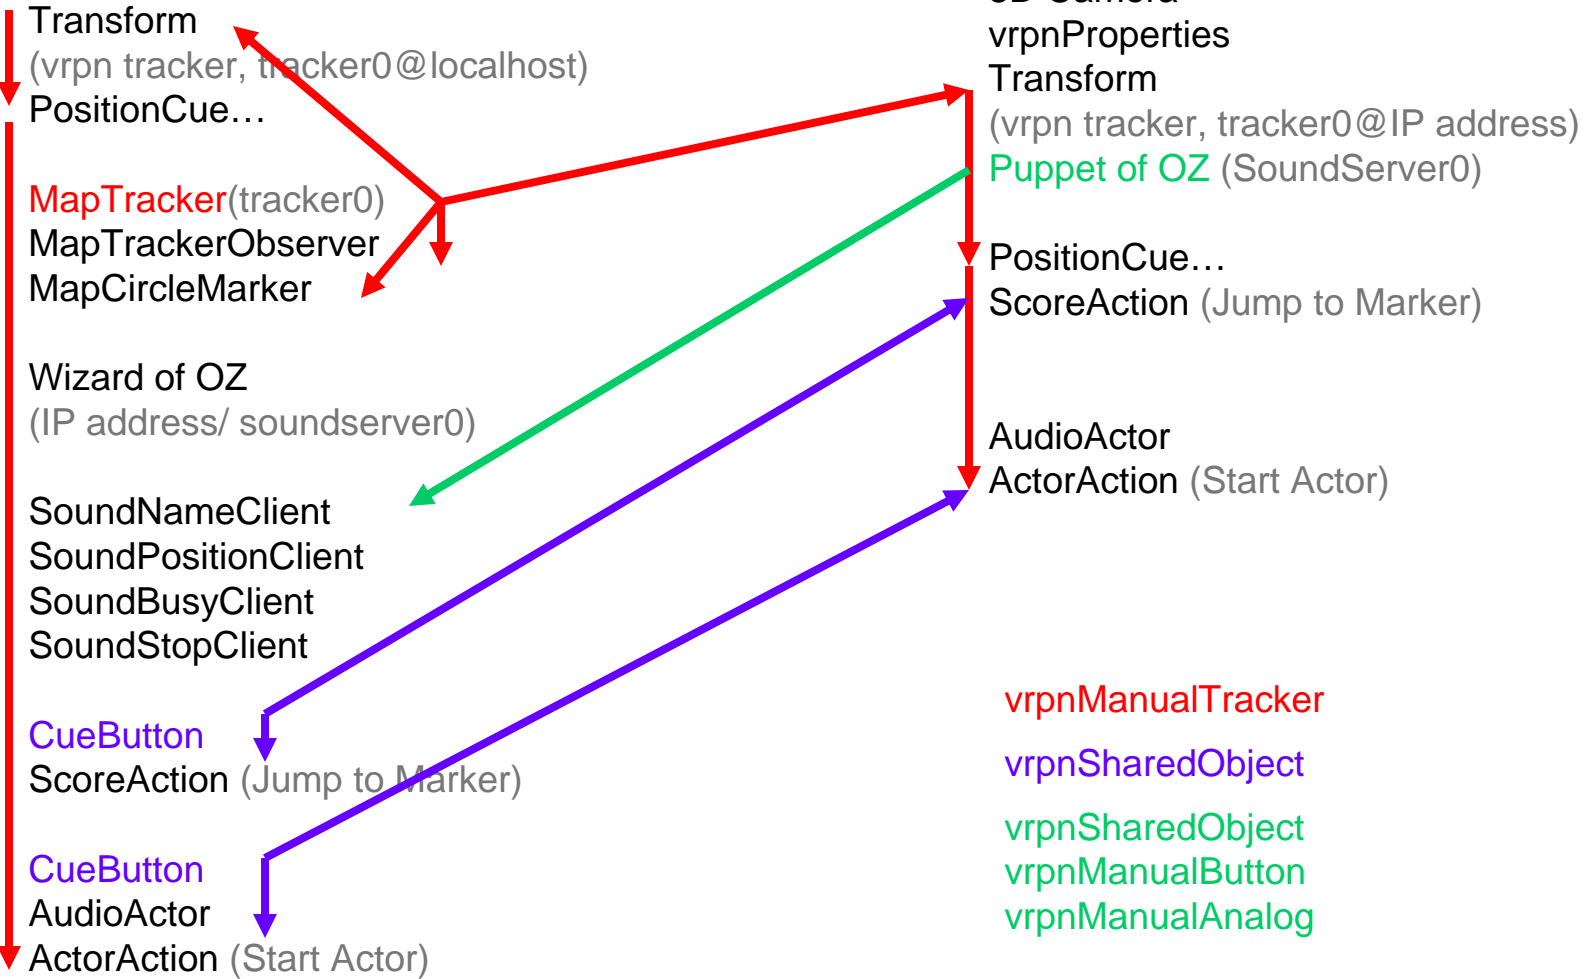 Transform
(vrpn tracker, tracker0@localhost)
PositionCue…
MapTracker(tracker0)
MapTrackerObserver
MapCircleMarker
Wizard of OZ
(IP address/ soundserver0)
SoundNameClient
SoundPositionClient
SoundBusyClient
SoundStopClient
CueButton
ScoreAction (Jump to Marker)
CueButton
AudioActor
ActorAction (Start Actor)
3D Camera
vrpnProperties
Transform
(vrpn tracker, tracker0@IP address)
Puppet of OZ (SoundServer0)
PositionCue…
ScoreAction (Jump to Marker)
AudioActor
ActorAction (Start Actor)
vrpnManualTracker
vrpnSharedObject
vrpnSharedObject
vrpnManualButton
vrpnManualAnalog